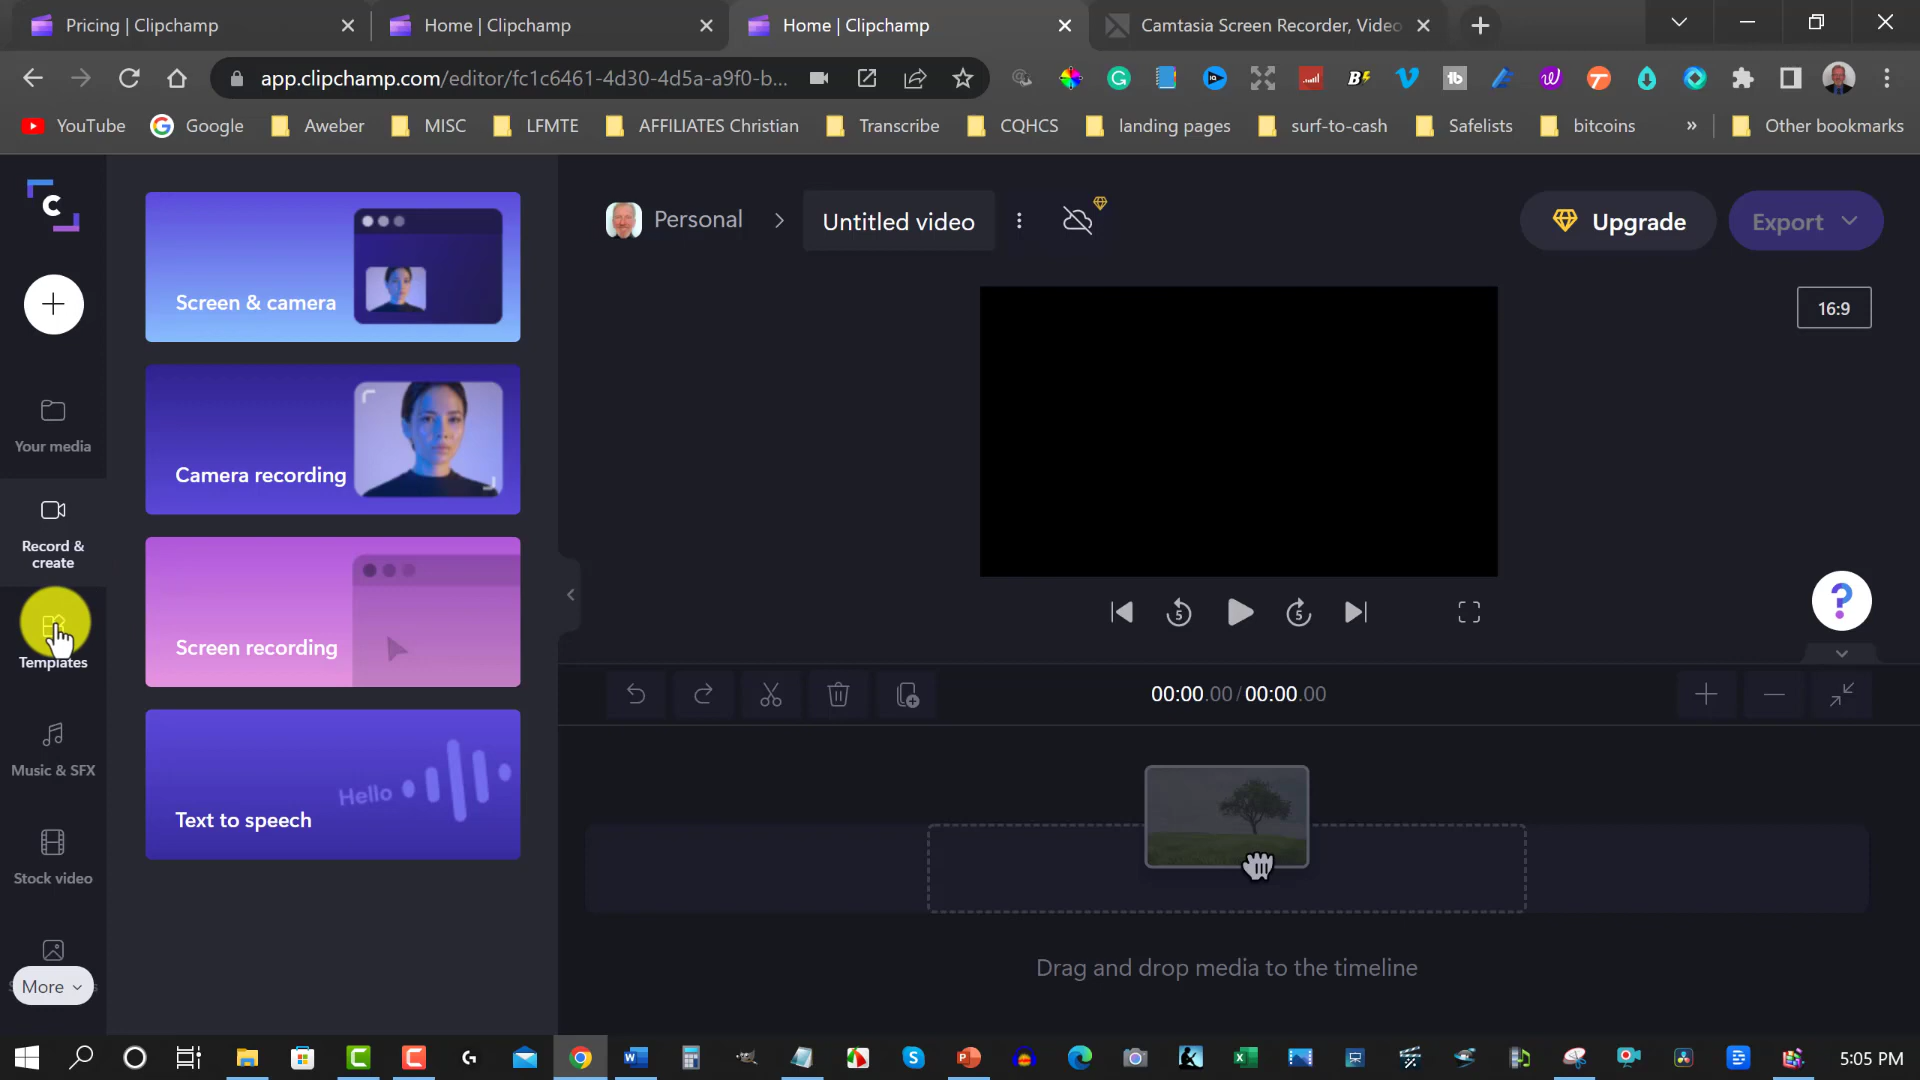 Pricing | Clipchamp
Home | Clipchamp
Home | Clipchamp
Camtasia Screen Recorder, Video
app.clipchamp.com/editor/fc1c6461-4d30-4d5a-a9f0-b...
YouTube
Google
Aweber
MISC
LFMTE
AFFILIATES Christian
Transcribe
CQHCS
landing pages
surf-to-cash
Safelists
bitcoins
»
Other bookmarks
C
Your media
Record &
create
Templates
Music & SFX
Stock video
More
Screen & camera
Camera recording
Screen recording
Hello
Text to speech
Personal
Untitled video
Upgrade
Export
16:9
5
5
?
00:00.00 / 00:00.00
Drag and drop media to the timeline
5:05 PM